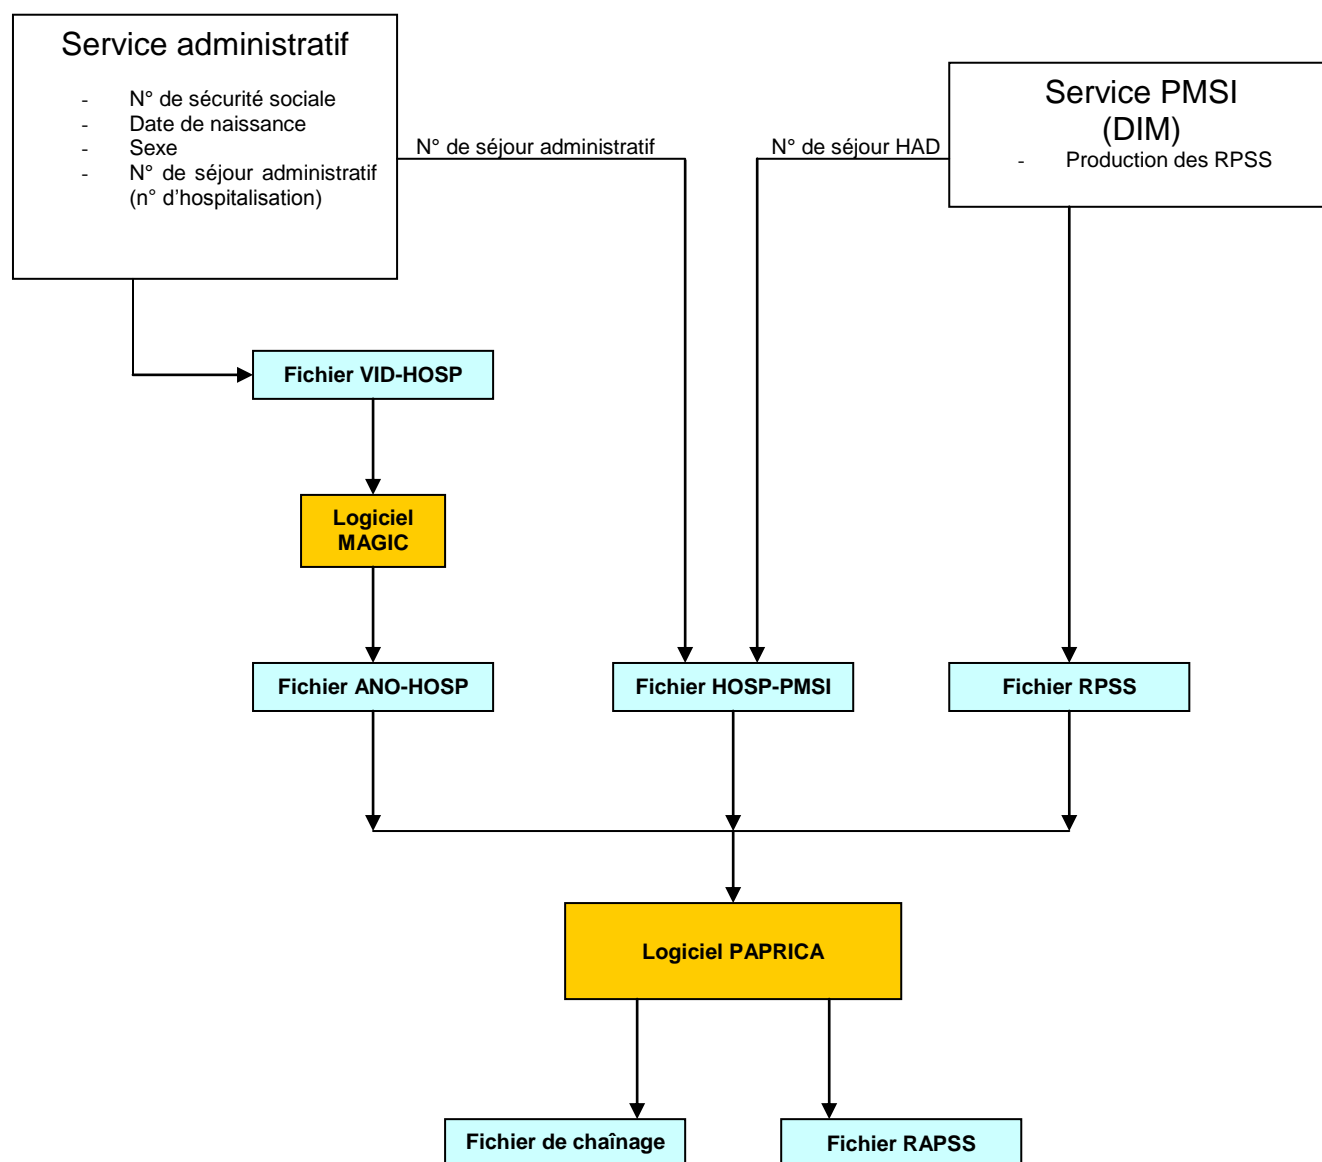 Service administratif
- N° de sécurité sociale
- Date de naissance
- Sexe
- N° de séjour administratif
(n° d'hospitalisation)
N° de séjour administratif
N° de séjour HAD
Service PMSI
(DIM)
- Production des RPSS
Fichier VID-HOSP
Logiciel
MAGIC
Fichier ANO-HOSP
Fichier HOSP-PMSI
Fichier RPSS
Logiciel PAPRICA
Fichier de chaînage
Fichier RAPSS